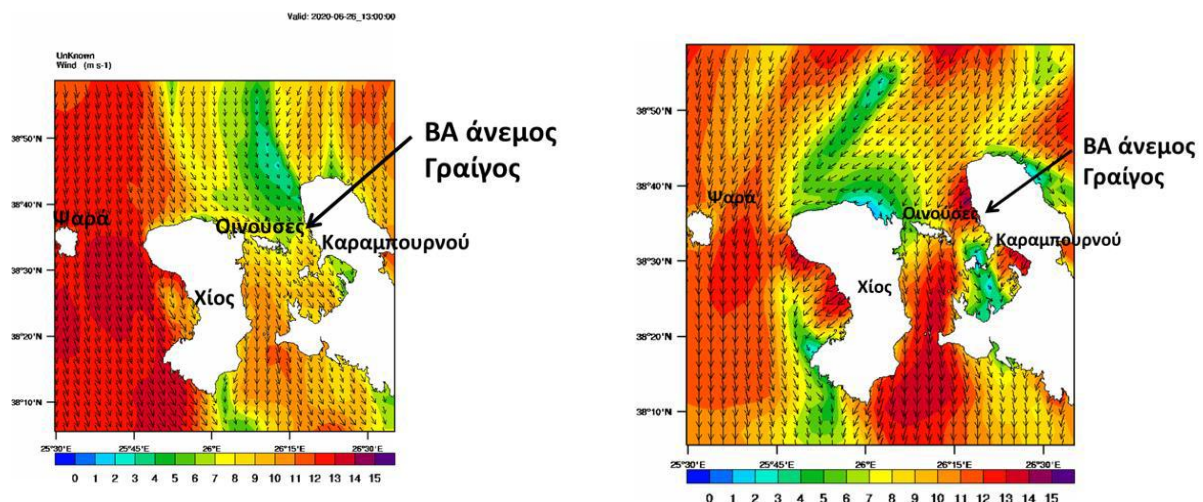 Valid: 2020-06-26_13:00:00
UnKnown
Wind (m s-1)
38°50'N
38°40'N
38°30'N
38°20'N
38°10'N
25°30'E 25°45'E 26°E 26°15'E 26°30'E
0 1 2 3 4 5 6 7 8 9 10 11 12 13 14 15
ΒΑ άνεμος
Γραίγος
Ψαρά
Οινούσες
Καραμπουρνού
Χίος
38°50'N
38°40'N
38°30'N
38°20'N
38°10'N
25°30'E 25°45'E 26°E 26°15'E 26°30'E
0 1 2 3 4 5 6 7 8 9 10 11 12 13 14 15
ΒΑ άνεμος
Γραίγος
Ψαρά
Οινούσες
Καραμπουρνού
Χίος